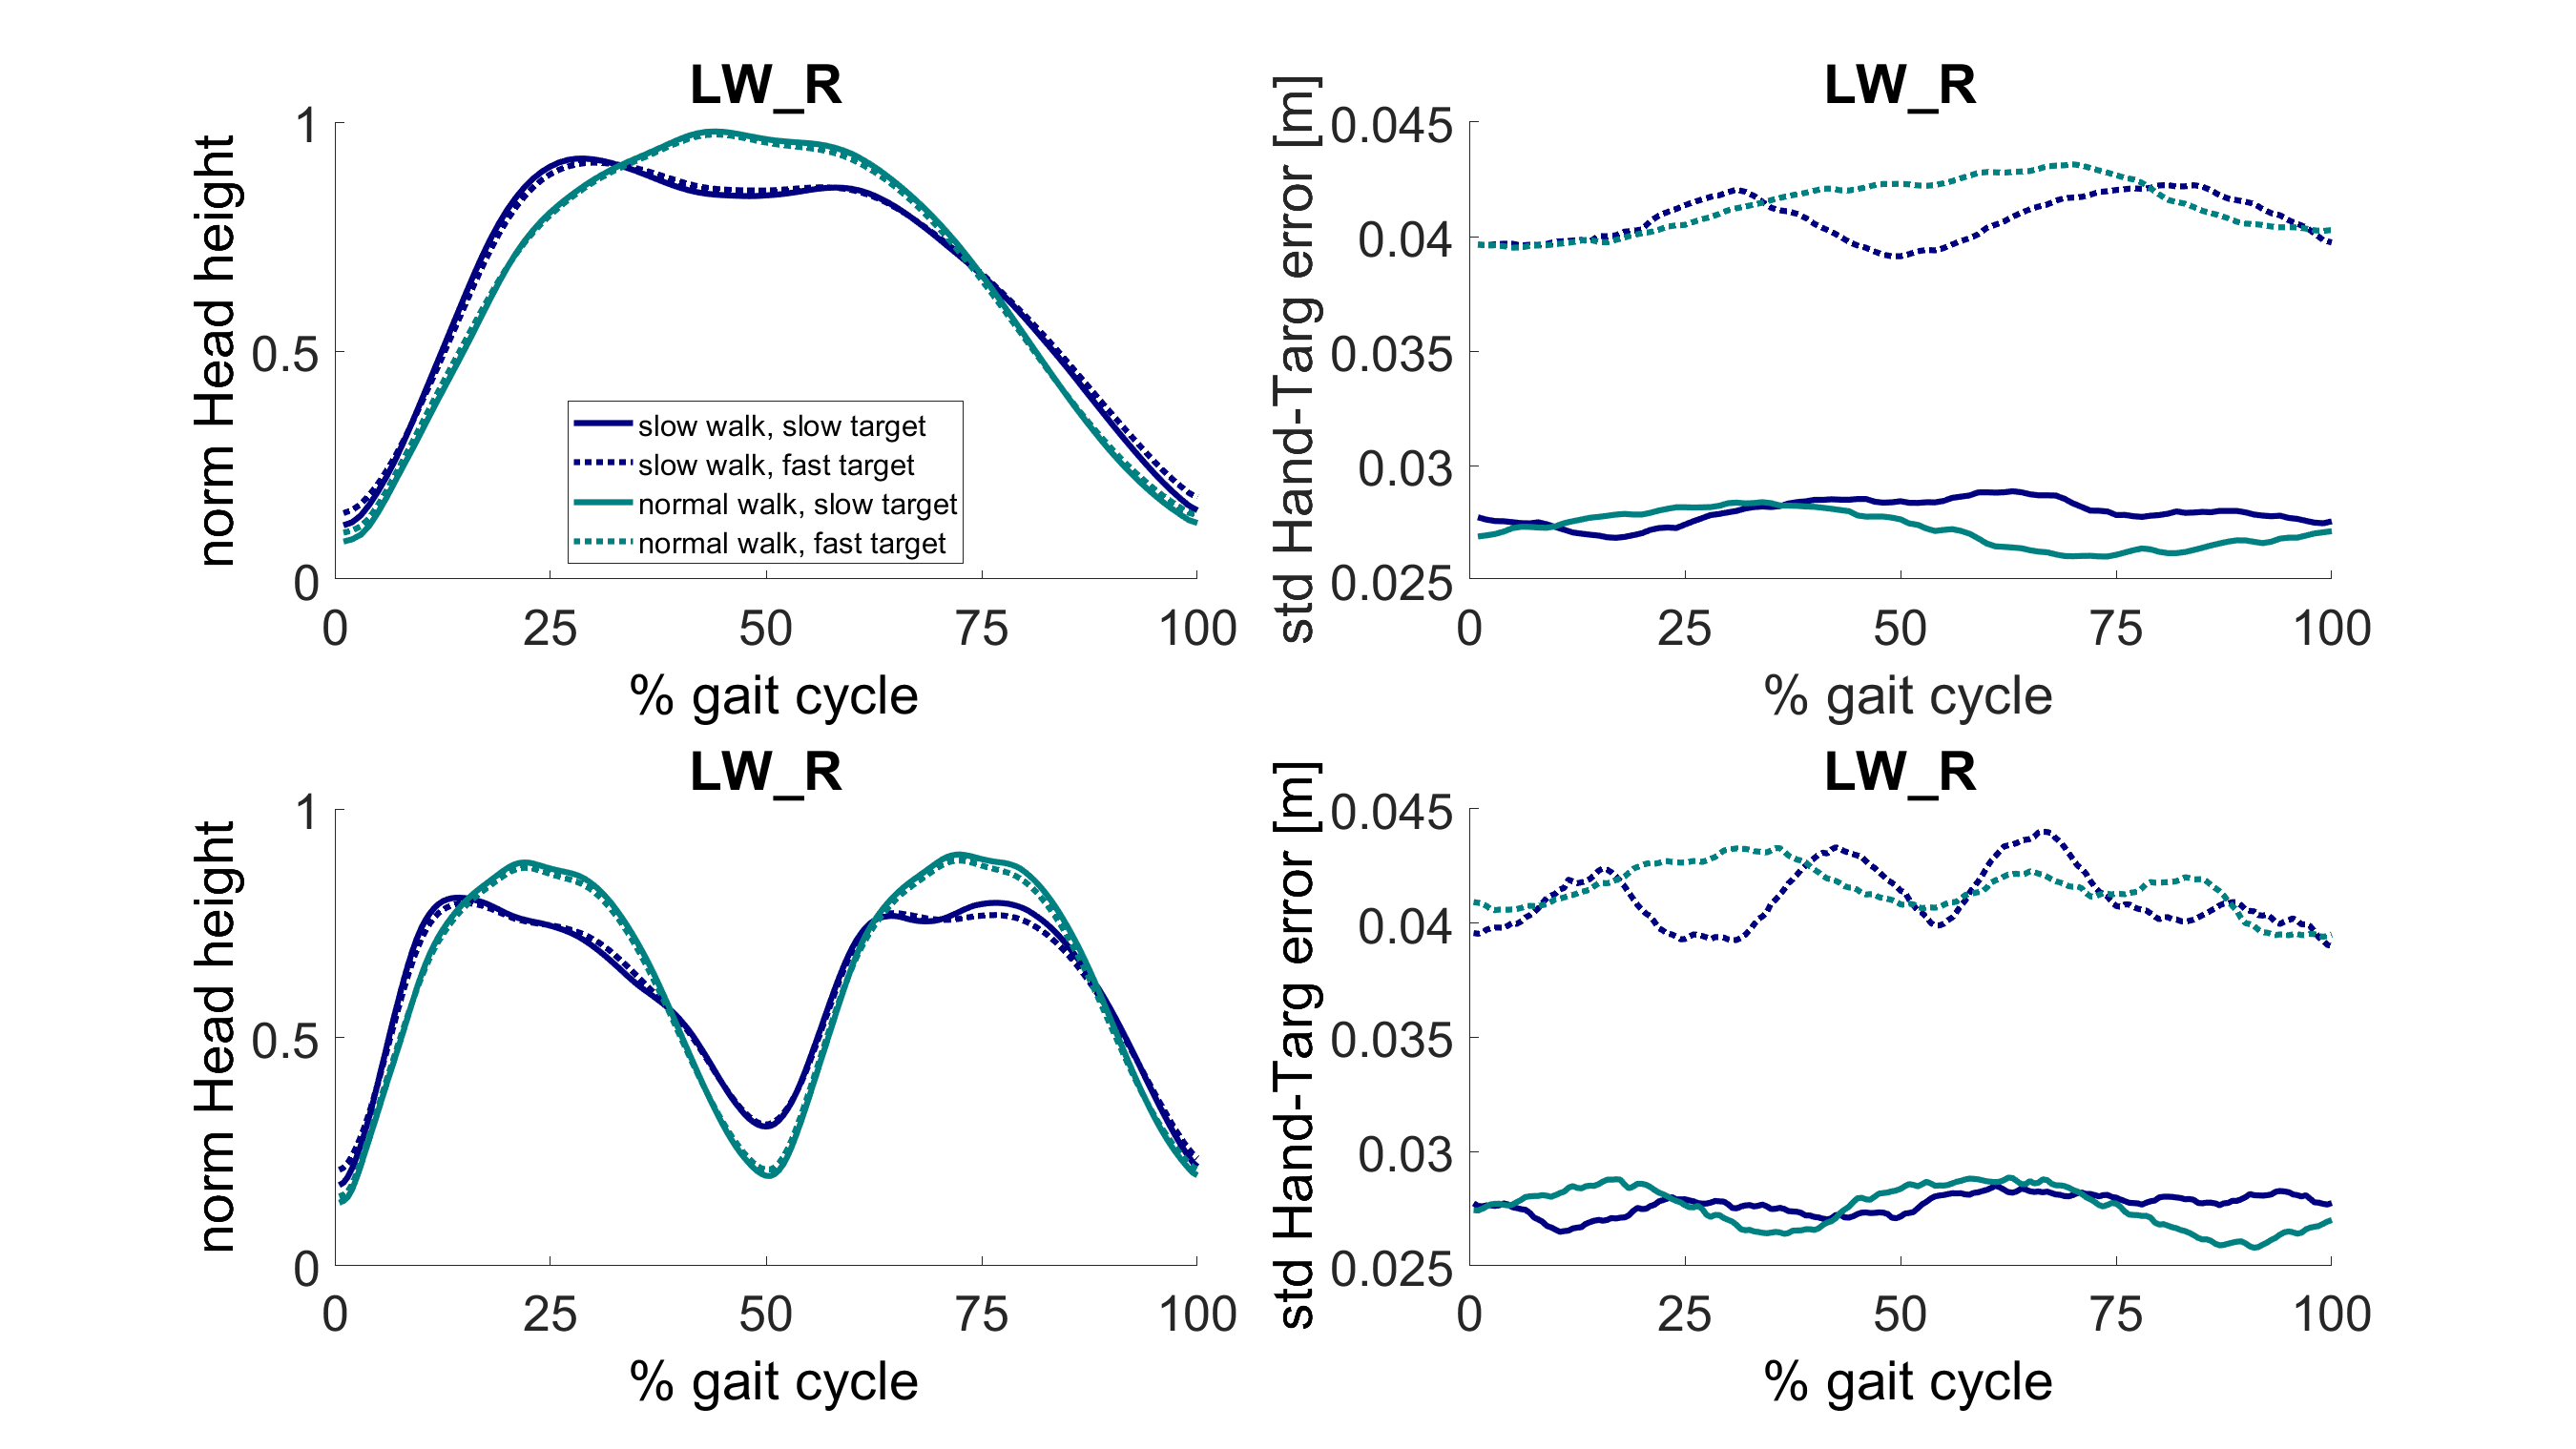 LW_R
norm Head height
1
0.5
0
slow walk, slow target
slow walk, fast target
normal walk, slow target
normal walk, fast target
0 25 50 75 100
% gait cycle
LW_R
std Hand-Targ error [m]
0.045
0.04
0.035
0.03
0.025
0 25 50 75 100
% gait cycle
LW_R
norm Head height
1
0.5
0
0 25 50 75 100
% gait cycle
LW_R
std Hand-Targ error [m]
0.045
0.04
0.035
0.03
0.025
0 25 50 75 100
% gait cycle